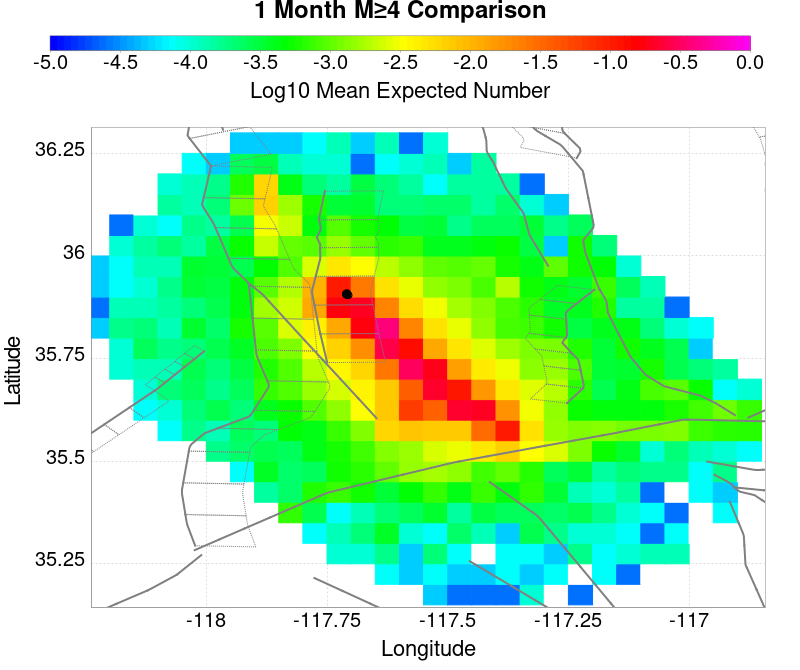 1 Month M≥4 Comparison
-5.0 -4.5 -4.0 -3.5 -3.0 -2.5 -2.0 -1.5 -1.0 -0.5 0.0
Log10 Mean Expected Number
36.25
36
35.75
35.5
35.25
Latitude
-118 -117.75 -117.5 -117.25 -117
Longitude